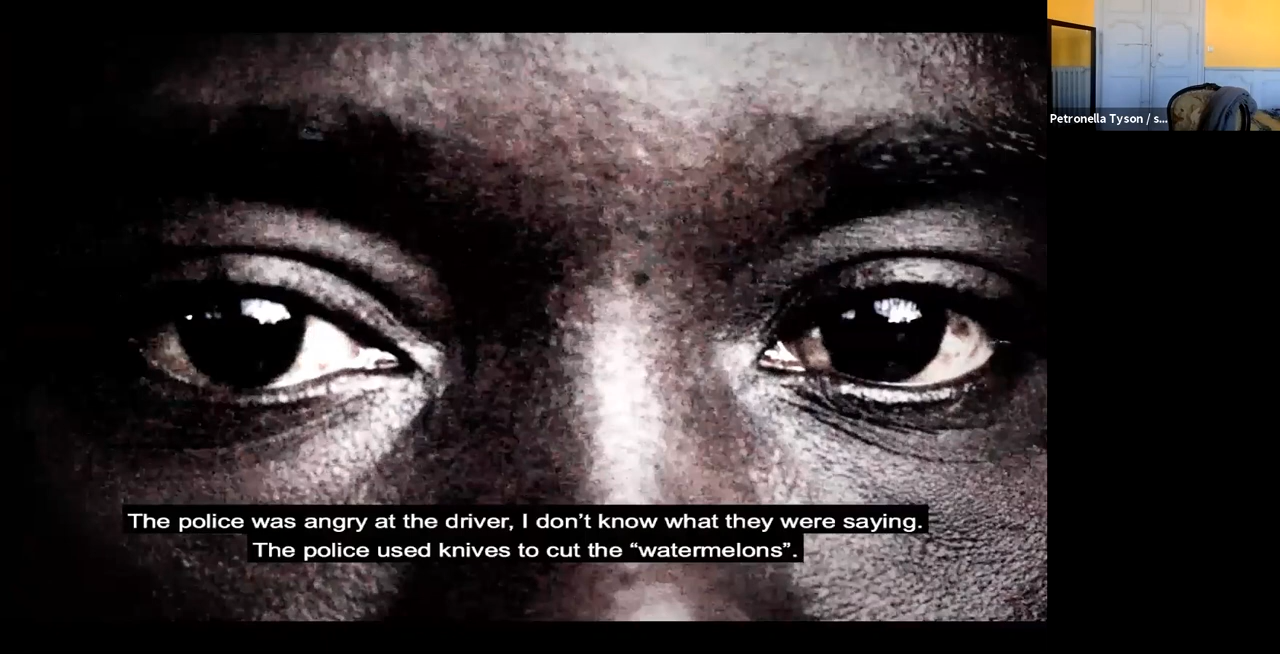 Petronella Tyson / s...
The police was angry at the driver, I don’t know what they were saying.
The police used knives to cut the “watermelons”.